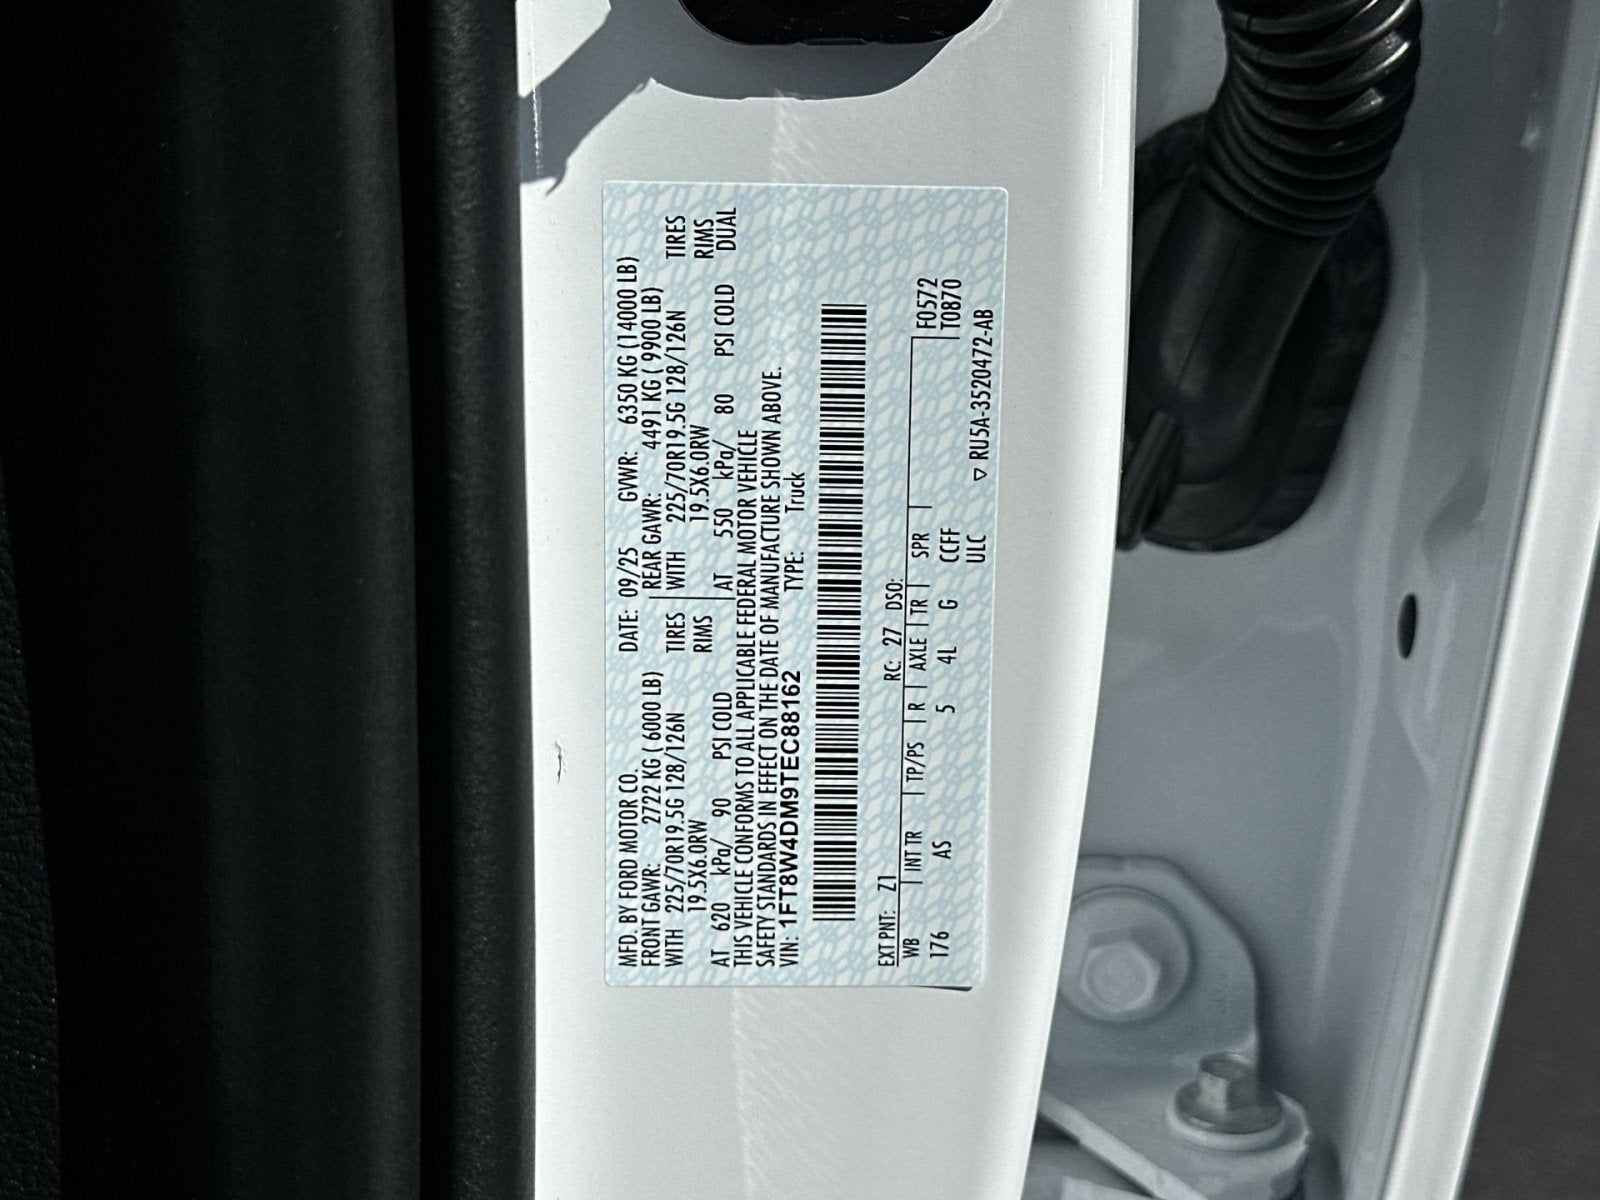 MFD. BY FORD MOTOR CO. DATE: 09/25 GVWR: 6350 KG (14000 LB)
FRONT GAWR: 2722 KG ( 6000 LB) REAR GAWR: 4491 KG ( 9900 LB)
WITH 225/70R19.5G 128/126N TIRES WITH 225/70R19.5G 128/126N TIRES
19.5X6.0RW RIMS 19.5X6.0RW RIMS
AT 620 kPa/ 90 PSI COLD AT 550 kPa/ 80 PSI COLD DUAL
THIS VEHICLE CONFORMS TO ALL APPLICABLE FEDERAL MOTOR VEHICLE
SAFETY STANDARDS IN EFFECT ON THE DATE OF MANUFACTURE SHOWN ABOVE.
VIN: 1FT8W4DM9TEC88162 TYPE: Truck
EXT PNT: Z1 RC: 27 DSO:
WB INT TR TP/PS R AXLE TR SPR F0572
176 AS 5 4L G CCFF T0870
ULC ▽ RU5A-3520472-AB